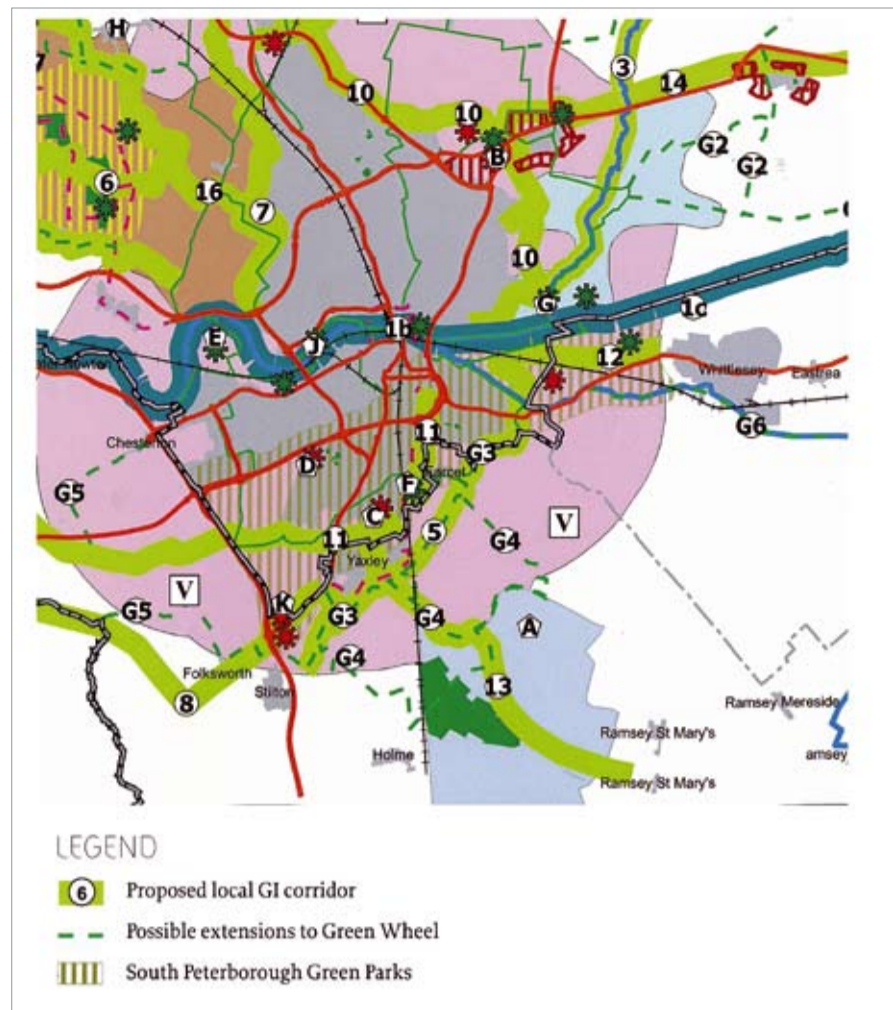 H
3
10
14
10
B
G2
G2
6
16
7
10
G
1c
E
J
1b
12
Whittlesey
Eastrea
Chesterton
11
G3
G6
D
G5
F
C
5
V
G4
11
Yaxley
V
K
G5
G3
G4
A
G4
Folksworth
13
8
Stilton
Ramsey Mereside
Ramsey St Mary's
Holme
amsey
Ramsey St Mary's
LEGEND
6 Proposed local GI corridor
Possible extensions to Green Wheel
South Peterborough Green Parks